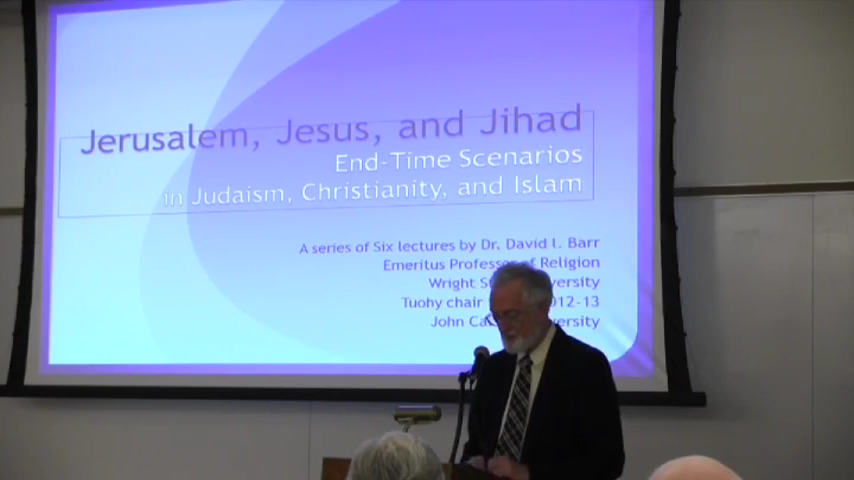 Jerusalem, Jesus, and Jihad
End-Time Scenarios
in Judaism, Christianity, and Islam
A series of Six lectures by Dr. David l. Barr
Emeritus Professor of Religion
Wright
Tuohy chair
John